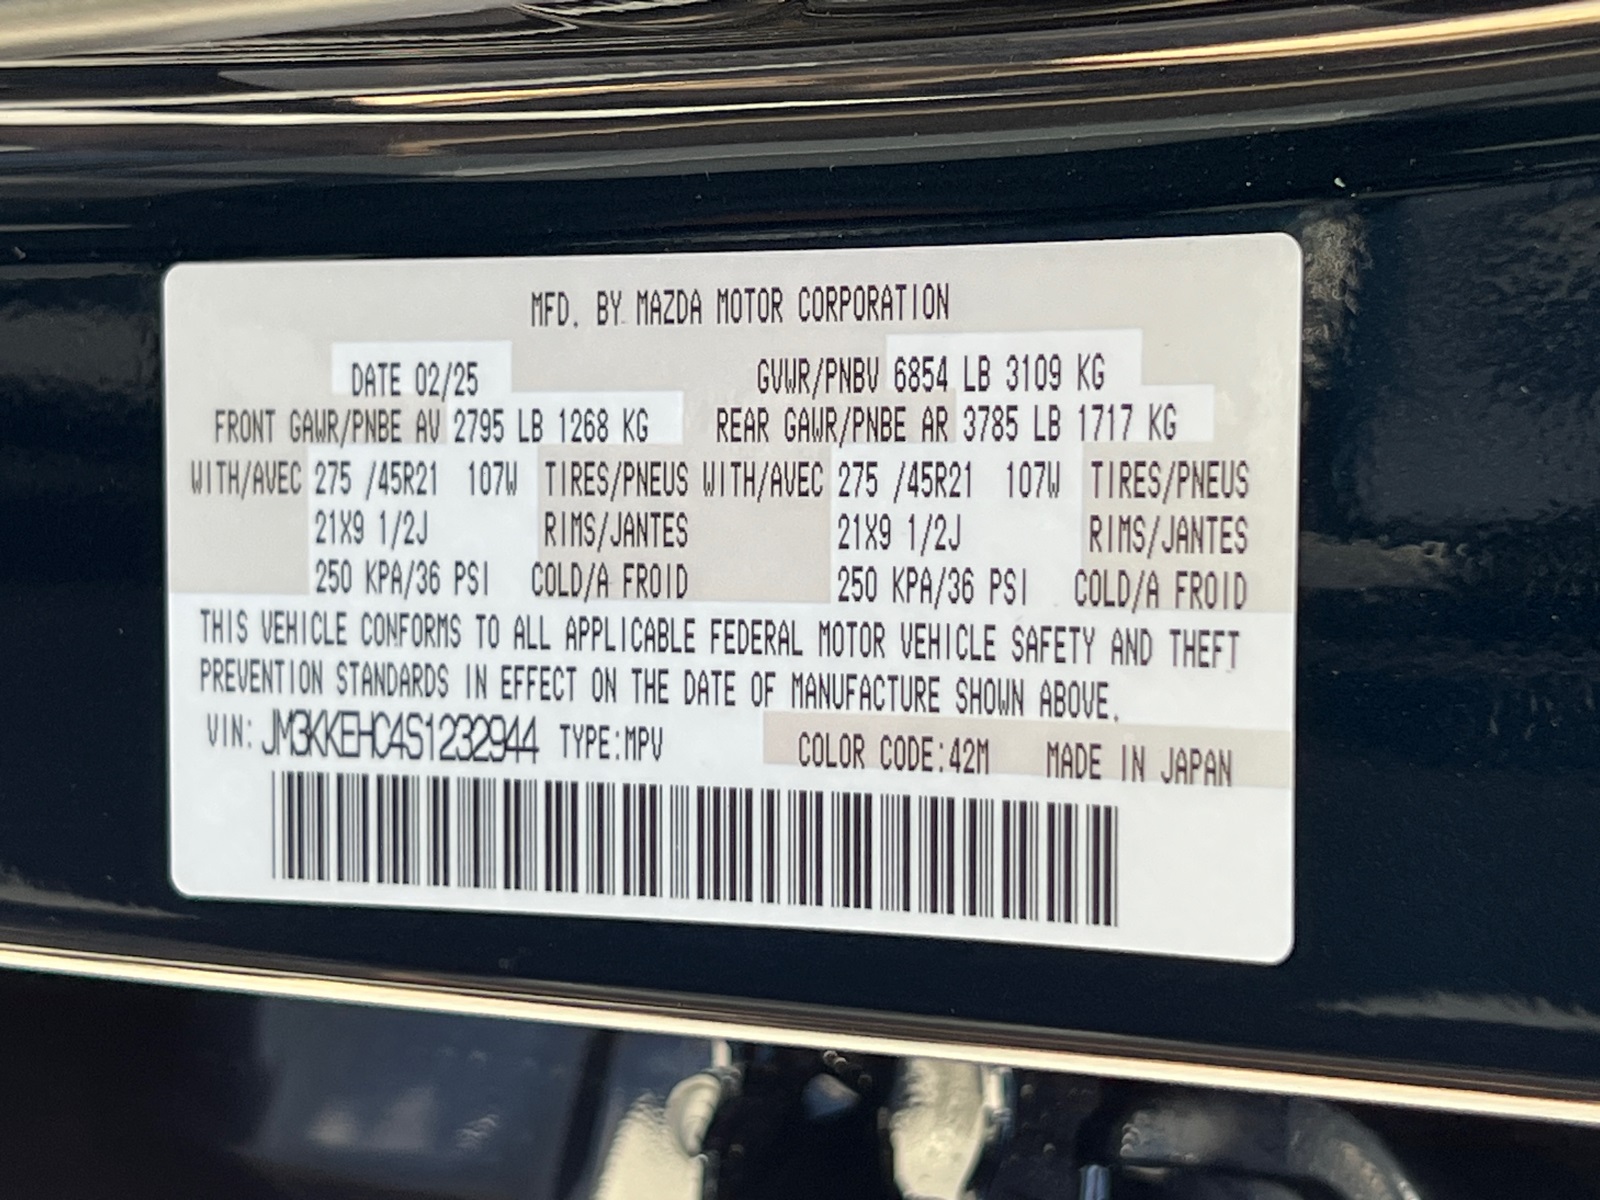 MFD. BY MAZDA MOTOR CORPORATION
DATE 02/25 GVWR/PNBV 6854 LB 3109 KG
FRONT GAWR/PNBE AV 2795 LB 1268 KG REAR GAWR/PNBE AR 3785 LB 1717 KG
WITH/AVEC 275 /45R21 107W TIRES/PNEUS WITH/AVEC 275 /45R21 107W TIRES/PNEUS
21X9 1/2J RIMS/JANTES 21X9 1/2J RIMS/JANTES
250 KPA/36 PSI COLD/A FROID 250 KPA/36 PSI COLD/A FROID
THIS VEHICLE CONFORMS TO ALL APPLICABLE FEDERAL MOTOR VEHICLE SAFETY AND THEFT
PREVENTION STANDARDS IN EFFECT ON THE DATE OF MANUFACTURE SHOWN ABOVE.
VIN: JM3KKEHC4S1232944 TYPE:MPV COLOR CODE:42M MADE IN JAPAN